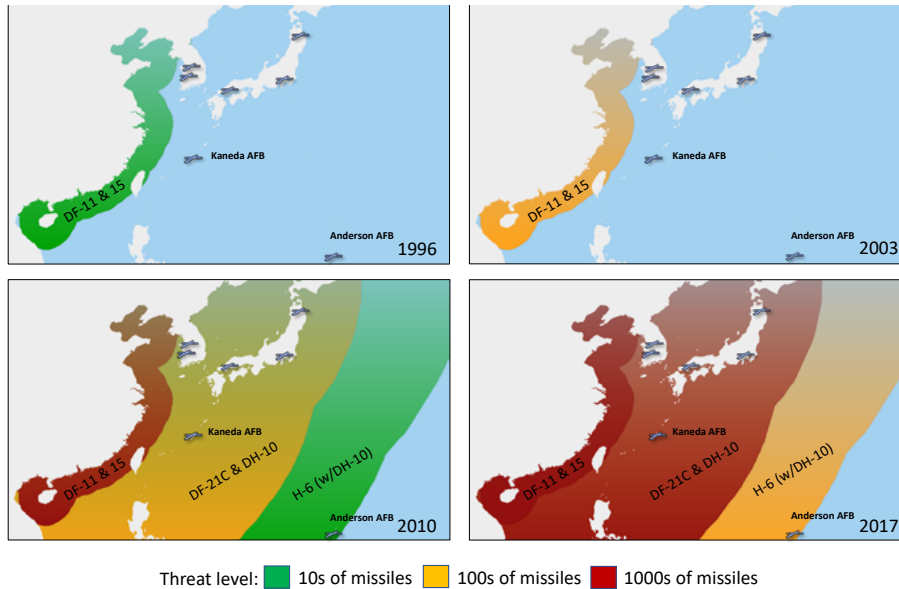 DF-11 & 15
Kaneda AFB
Anderson AFB
1996
DF-11 & 15
Kaneda AFB
Anderson AFB
2003
DF-11 & 15
Kaneda AFB
DF-21C & DH-10
H-6 (w/DH-10)
Anderson AFB
2010
DF-11 & 15
Kaneda AFB
DF-21C & DH-10
H-6 (w/DH-10)
Anderson AFB
2017
Threat level: 10s of missiles 100s of missiles 1000s of missiles